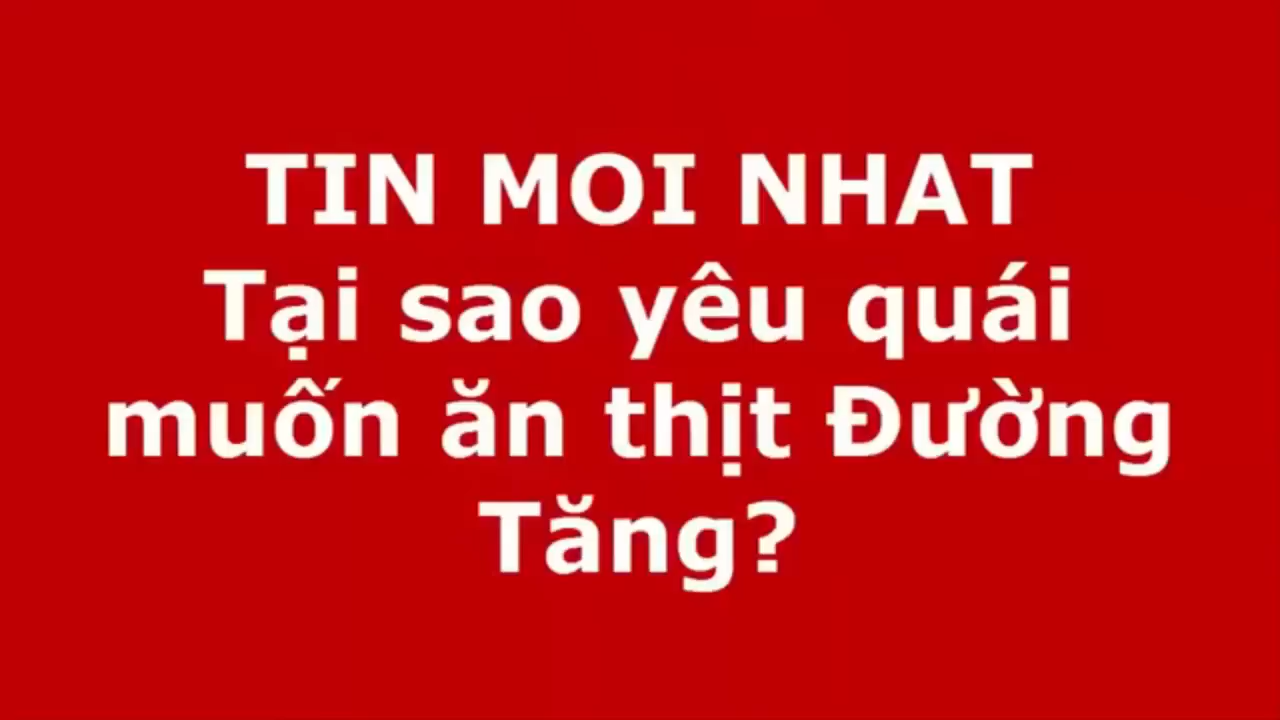 TIN MOI NHAT
Tại sao yêu quái
muốn ăn thịt Đường
Tăng?